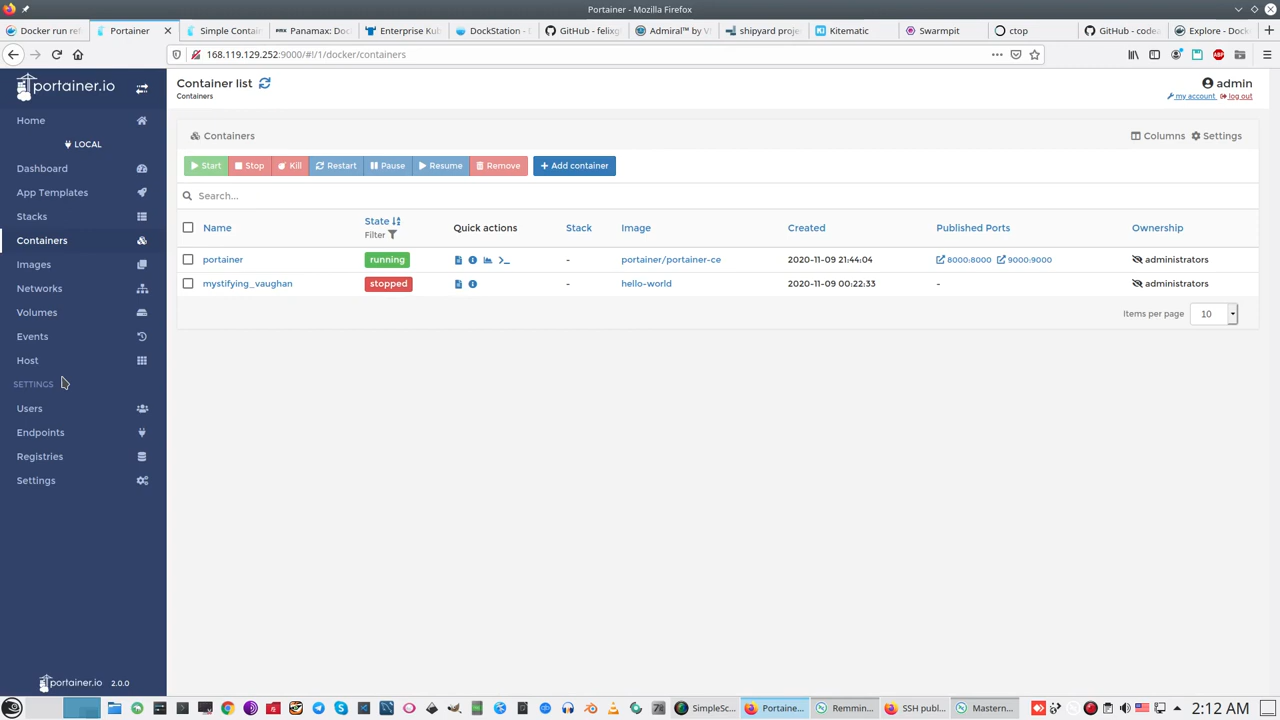 Portainer - Mozilla Firefox
Docker run ref
Portainer
Simple Contain
Panamax: Doc
Enterprise Kub
DockStation -
GitHub - felixg
Admiral™ by V
shipyard proje
Kitematic
Swarmpit
ctop
GitHub - codea
Explore - Dock
168.119.129.252:9000/#!/1/docker/containers
portainer.io
Container list
Containers
admin
my account
log out
Home
LOCAL
Dashboard
App Templates
Stacks
Containers
Images
Networks
Volumes
Events
Host
SETTINGS
Users
Endpoints
Registries
Settings
portainer.io 2.0.0
Containers
Columns
Settings
Start Stop Kill Restart Pause Resume Remove + Add container
Search...
Name State Filter Quick actions Stack Image Created Published Ports Ownership
portainer running - portainer/portainer-ce 2020-11-09 21:44:04 8000:8000 9000:9000 administrators
mystifying_vaughan stopped - hello-world 2020-11-09 00:22:33 - administrators
Items per page 10
SimpleSc...
Portaine...
Remmin...
SSH publ...
Mastern...
2:12 AM